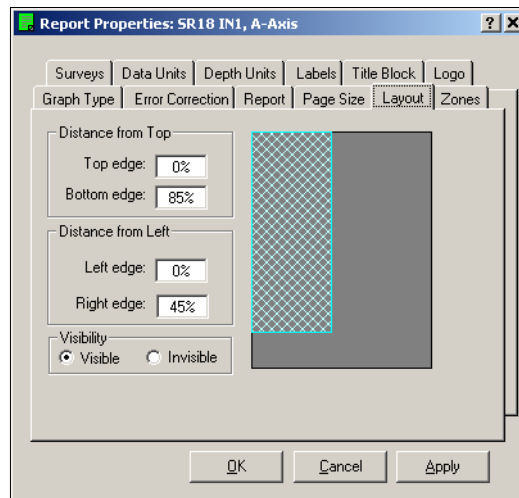 Report Properties: SR18 IN1, A-Axis
Surveys Data Units Depth Units Labels Title Block Logo
Graph Type Error Correction Report Page Size Layout Zones
Distance from Top
Top edge: 0%
Bottom edge: 85%
Distance from Left
Left edge: 0%
Right edge: 45%
Visibility
Visible Invisible
OK Cancel Apply